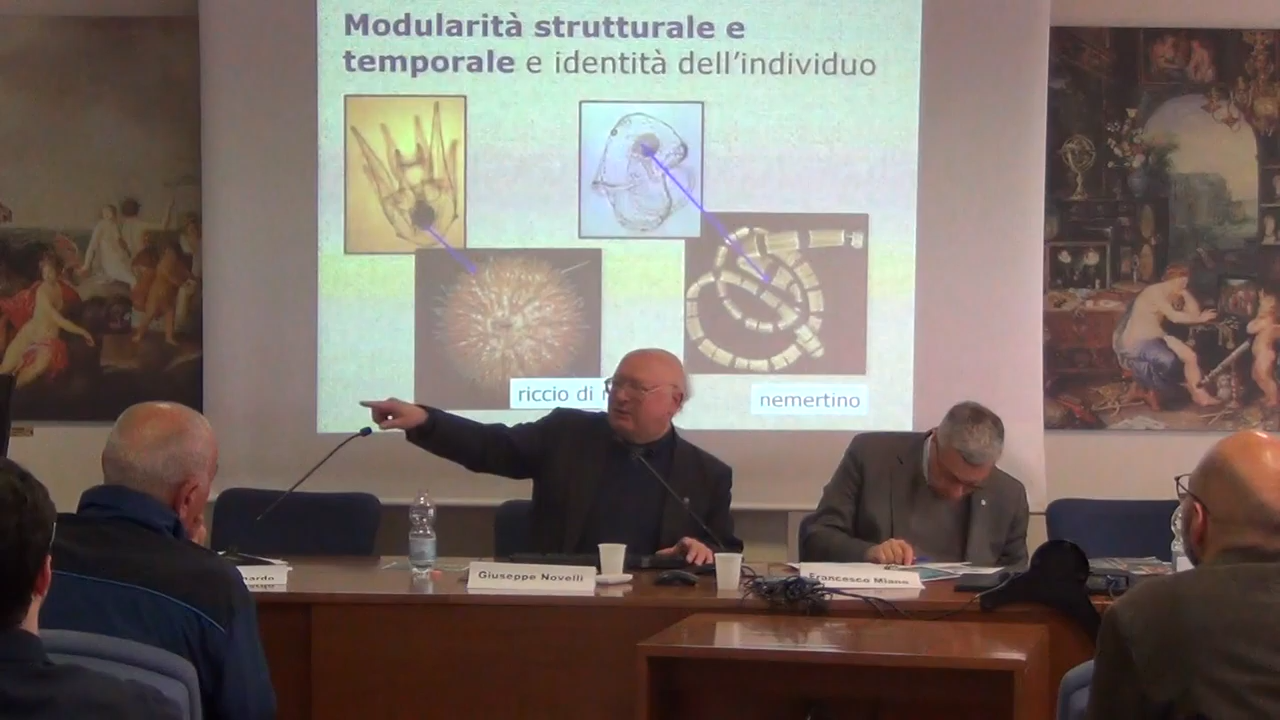 Modularità strutturale e
temporale e identità dell'individuo
riccio di
nemertino
Giuseppe Novelli
Francesco Miano